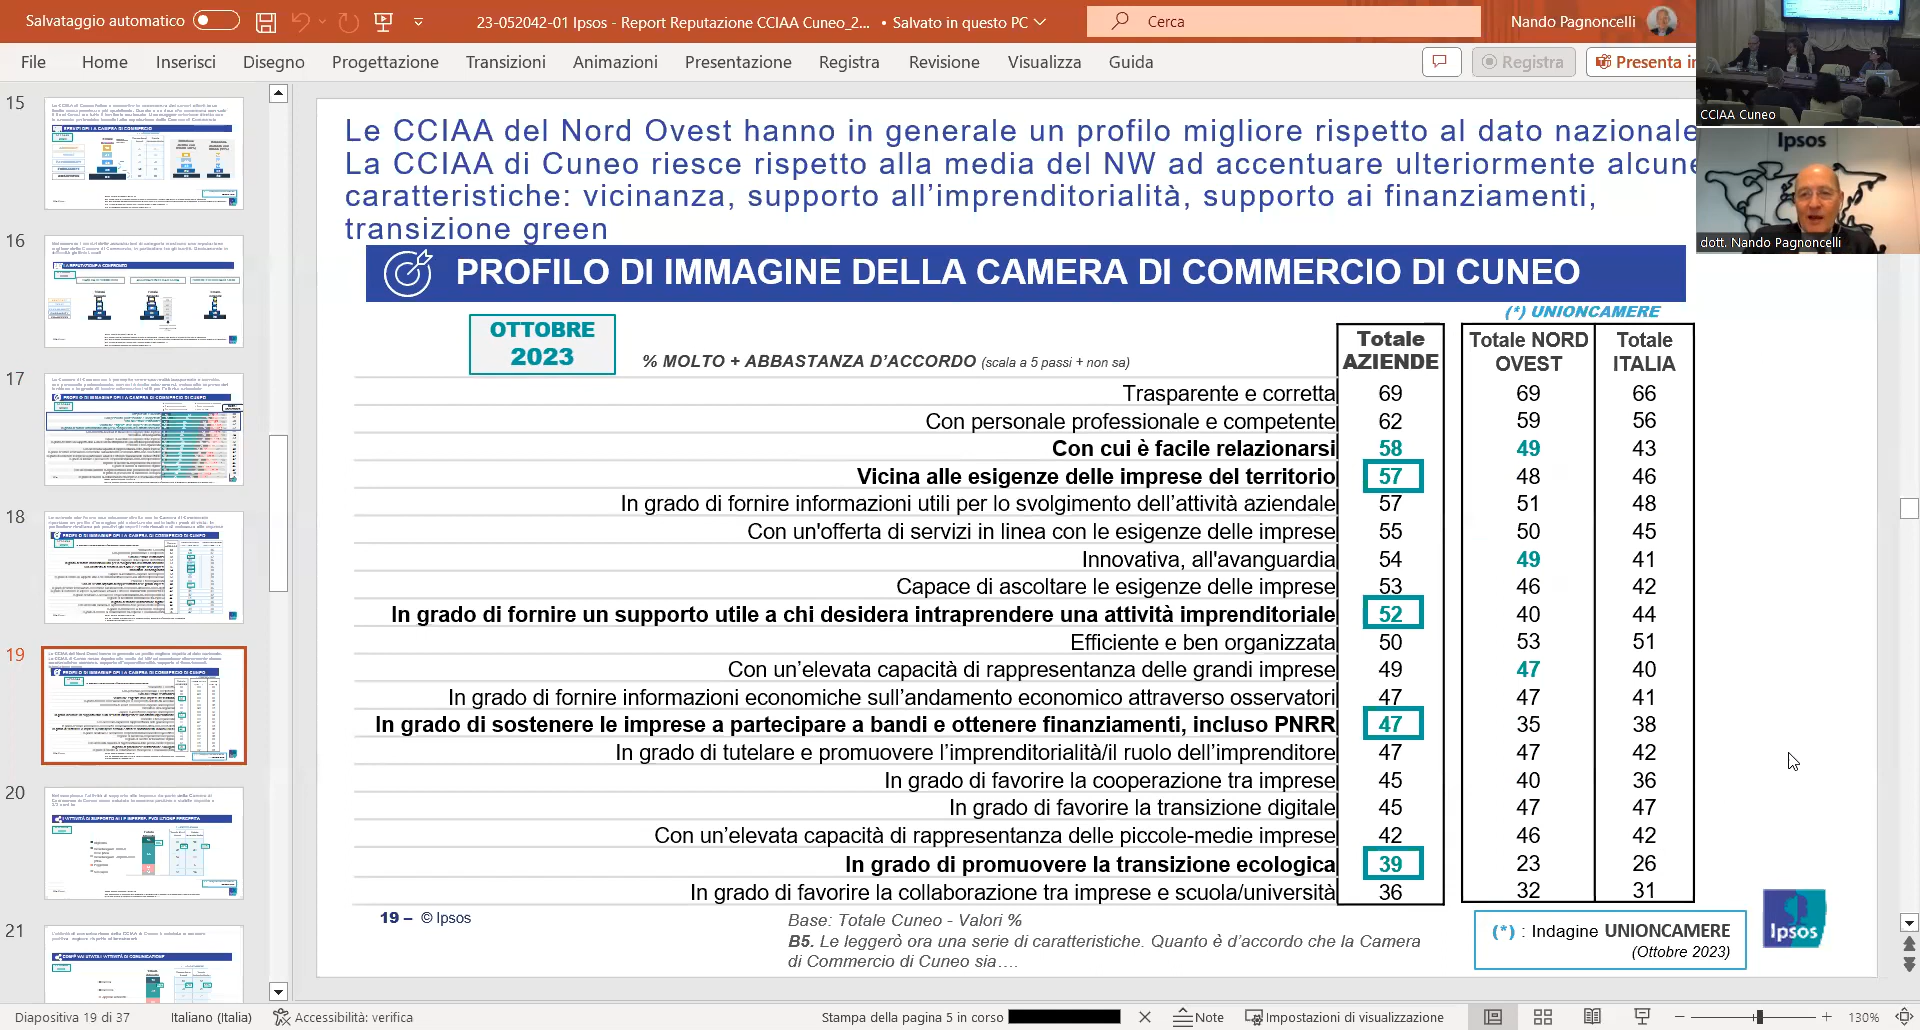 Salvataggio automatico
23-052042-01 Ipsos - Report Reputazione CCIAA Cuneo_2... • Salvato in questo PC
Cerca
Nando Pagnoncelli
File Home Inserisci Disegno Progettazione Transizioni Animazioni Presentazione Registra Revisione Visualizza Guida
Registra
Presenta in
CCIAA Cuneo
Ipsos
dott. Nando Pagnoncelli
15
16
17
18
19
20
21
Le CCIAA del Nord Ovest hanno in generale un profilo migliore rispetto al dato nazionale
La CCIAA di Cuneo riesce rispetto alla media del NW ad accentuare ulteriormente alcune
caratteristiche: vicinanza, supporto all’imprenditorialità, supporto ai finanziamenti,
transizione green
PROFILO DI IMMAGINE DELLA CAMERA DI COMMERCIO DI CUNEO
(*) UNIONCAMERE
OTTOBRE
2023
% MOLTO + ABBASTANZA D’ACCORDO (scala a 5 passi + non sa)
Totale
AZIENDE
Totale NORD
OVEST
Totale
ITALIA
Trasparente e corretta 69 69 66
Con personale professionale e competente 62 59 56
Con cui è facile relazionarsi 58 49 43
Vicina alle esigenze delle imprese del territorio 57 48 46
In grado di fornire informazioni utili per lo svolgimento dell’attività aziendale 57 51 48
Con un'offerta di servizi in linea con le esigenze delle imprese 55 50 45
Innovativa, all'avanguardia 54 49 41
Capace di ascoltare le esigenze delle imprese 53 46 42
In grado di fornire un supporto utile a chi desidera intraprendere una attività imprenditoriale 52 40 44
Efficiente e ben organizzata 50 53 51
Con un’elevata capacità di rappresentanza delle grandi imprese 49 47 40
In grado di fornire informazioni economiche sull’andamento economico attraverso osservatori 47 47 41
In grado di sostenere le imprese a partecipare a bandi e ottenere finanziamenti, incluso PNRR 47 35 38
In grado di tutelare e promuovere l’imprenditorialità/il ruolo dell’imprenditore 47 47 42
In grado di favorire la cooperazione tra imprese 45 40 36
In grado di favorire la transizione digitale 45 47 47
Con un’elevata capacità di rappresentanza delle piccole-medie imprese 42 46 42
In grado di promuovere la transizione ecologica 39 23 26
In grado di favorire la collaborazione tra imprese e scuola/università 36 32 31
19 – © Ipsos
Base: Totale Cuneo - Valori %
B5. Le leggerò ora una serie di caratteristiche. Quanto è d’accordo che la Camera
di Commercio di Cuneo sia….
(*) : Indagine UNIONCAMERE
(Ottobre 2023)
Ipsos
Diapositiva 19 di 37
Italiano (Italia)
Accessibilità: verifica
Stampa della pagina 5 in corso
Note
Impostazioni di visualizzazione
130%